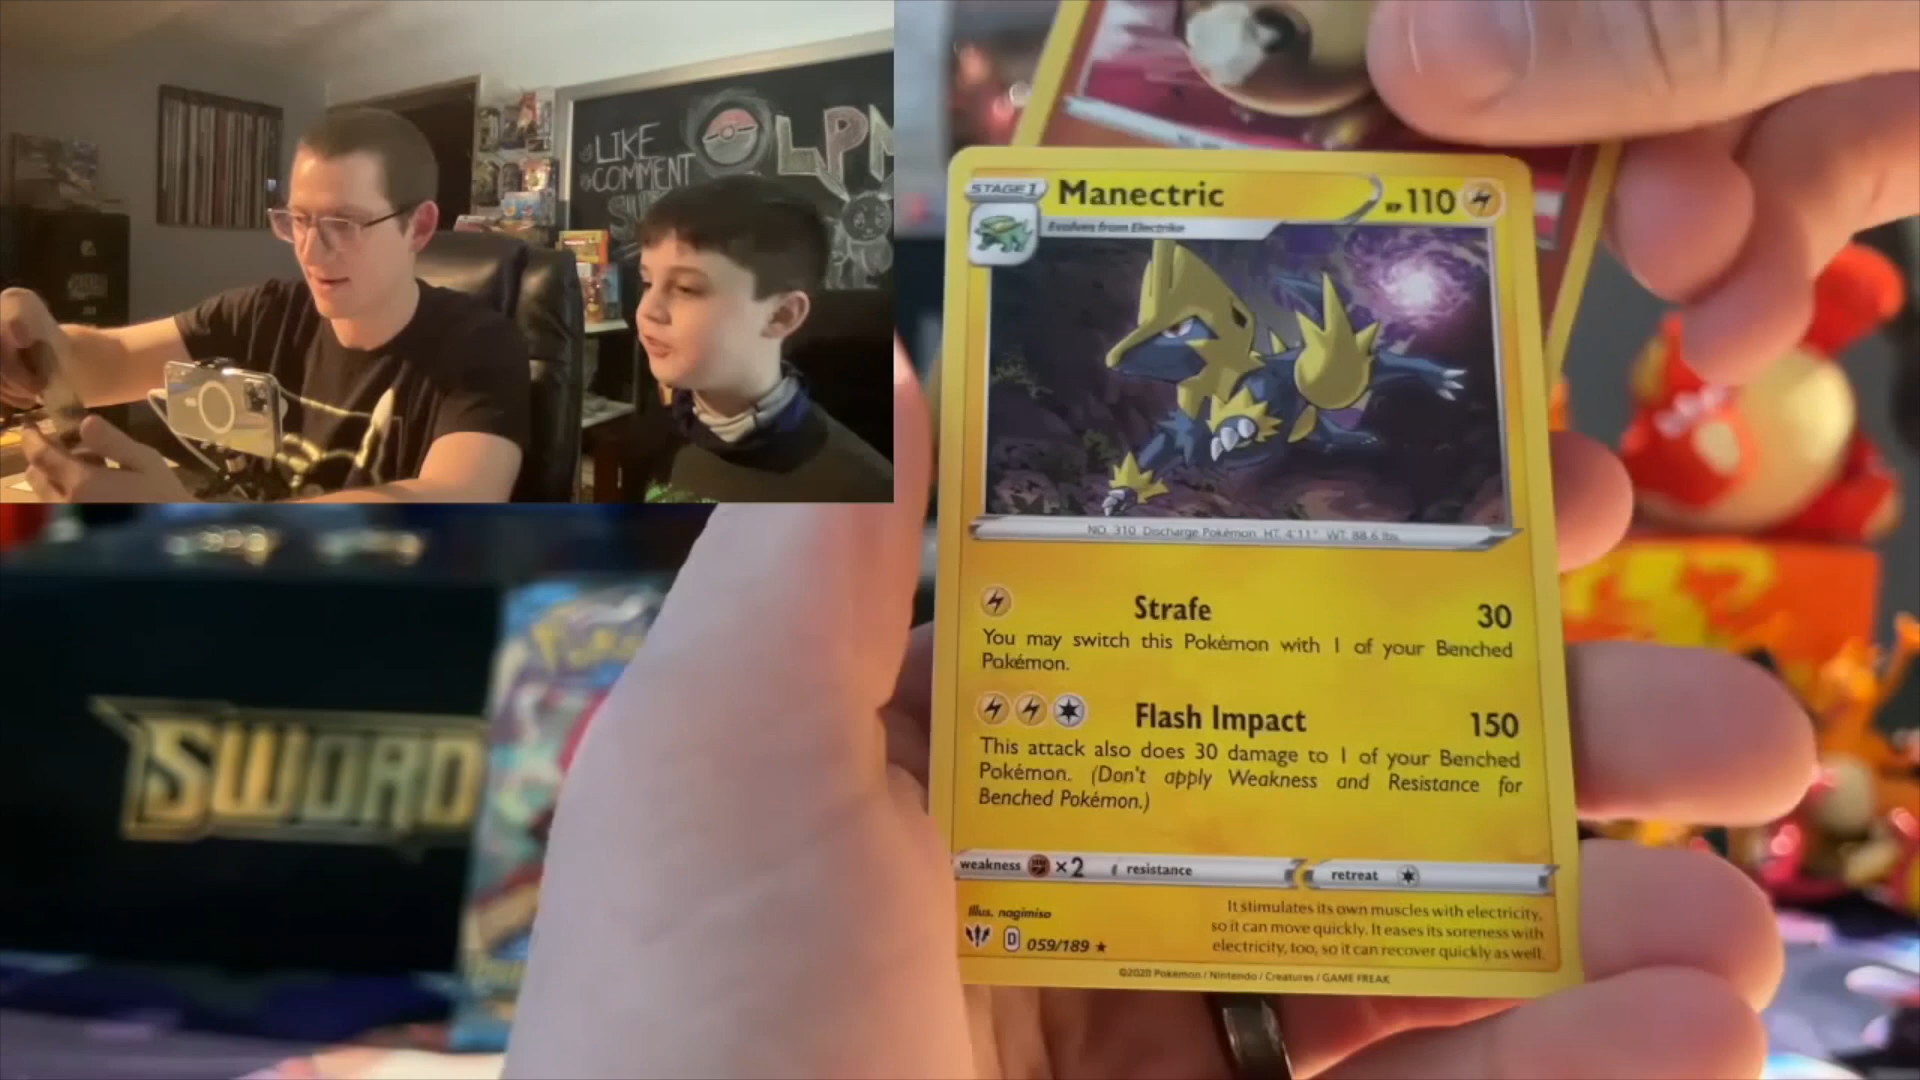 LIKE
COMMENT
LPM
STAGE 1
Manectric
HP 110
Evolves from Electrike
NO. 310 Discharge Pokémon HT 4'11" WT 88.6 lbs
Strafe 30
You may switch this Pokémon with 1 of your Benched
Pokémon.
Flash Impact 150
This attack also does 30 damage to 1 of your Benched
Pokémon. (Don't apply Weakness and Resistance for
Benched Pokémon.)
weakness ×2 resistance retreat
Illus. nagimiso
D 059/189
It stimulates its own muscles with electricity,
so it can move quickly. It eases its soreness with
electricity, too, so it can recover quickly as well.
©2020 Pokémon / Nintendo / Creatures / GAME FREAK
SWORD